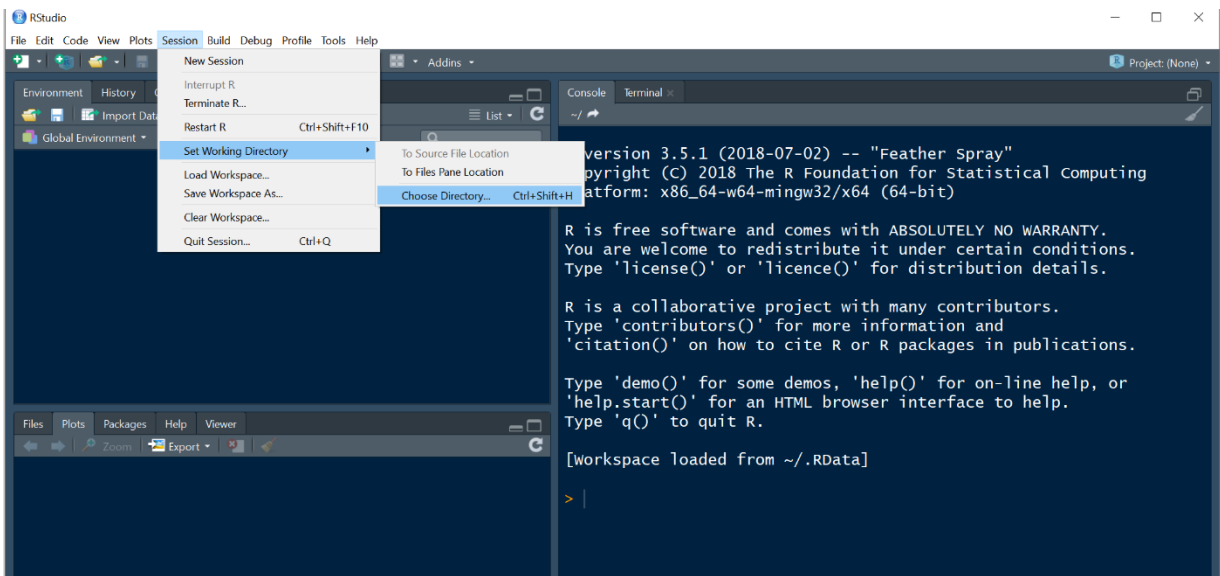 RStudio
File Edit Code View Plots Session Build Debug Profile Tools Help
Addins
Project: (None)
New Session
Interrupt R
Terminate R...
Restart R Ctrl+Shift+F10
Set Working Directory
Load Workspace...
Save Workspace As...
Clear Workspace...
Quit Session... Ctrl+Q
To Source File Location
To Files Pane Location
Choose Directory... Ctrl+Shift+H
Environment History
Import Dat
List
Global Environment
Files Plots Packages Help Viewer
Zoom Export
Console Terminal
~/
version 3.5.1 (2018-07-02) -- "Feather Spray"
pyright (C) 2018 The R Foundation for Statistical Computing
atform: x86_64-w64-mingw32/x64 (64-bit)
R is free software and comes with ABSOLUTELY NO WARRANTY.
You are welcome to redistribute it under certain conditions.
Type 'license()' or 'licence()' for distribution details.
R is a collaborative project with many contributors.
Type 'contributors()' for more information and
'citation()' on how to cite R or R packages in publications.
Type 'demo()' for some demos, 'help()' for on-line help, or
'help.start()' for an HTML browser interface to help.
Type 'q()' to quit R.
[Workspace loaded from ~/.RData]
>